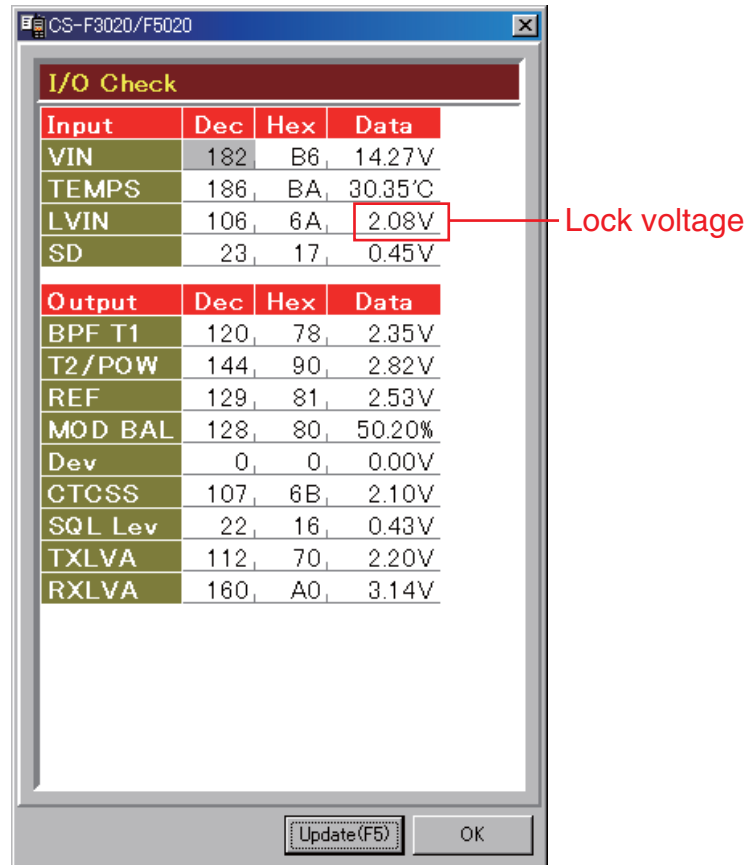 CS-F3020/F5020
I/O Check
Input Dec Hex Data
VIN 182 B6 14.27V
TEMPS 186 BA 30.35'C
LVIN 106 6A 2.08V Lock voltage
SD 23 17 0.45V
Output Dec Hex Data
BPF T1 120 78 2.35V
T2/POW 144 90 2.82V
REF 129 81 2.53V
MOD BAL 128 80 50.20%
Dev 0 0 0.00V
CTCSS 107 6B 2.10V
SQL Lev 22 16 0.43V
TXLVA 112 70 2.20V
RXLVA 160 A0 3.14V
Update(F5) OK